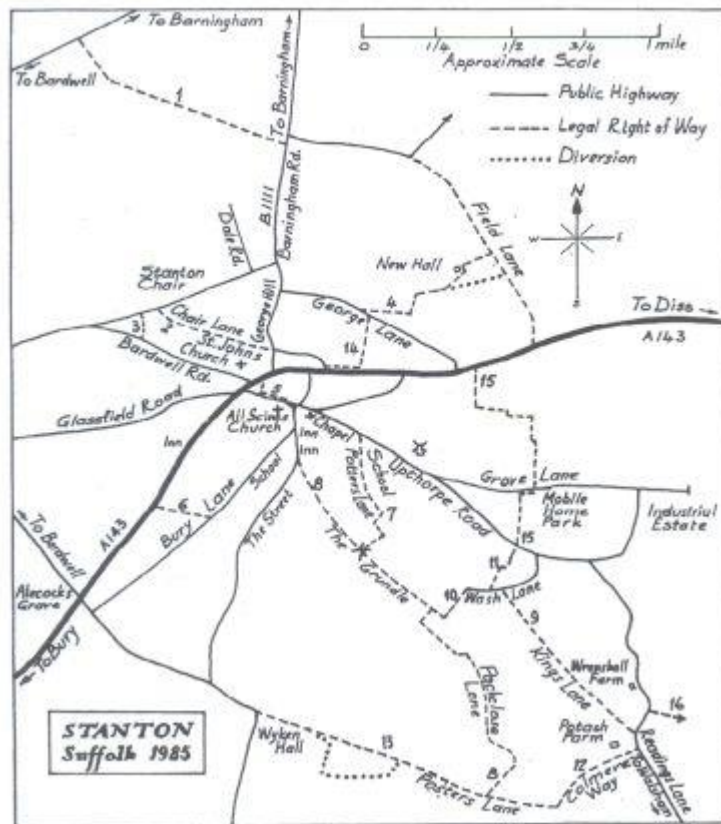 To Barningham
To Bardwell
1
To Barningham
B1111
Barningham Rd.
0 1/4 1/2 3/4 1 mile
Approximate Scale
Public Highway
Legal Right of Way
Diversion
N
W
E
S
Field Lane
New Hall
Dale Rd.
Stanton
Chair
4
Chair Lane
2
3
St. Johns
Church
George Hill
George Lane
14
To Diss
A143
Bardwell Rd.
Glassfield Road
5
15
All Saints
Church
Chapel
Inn
Inn
Inn
School
School
Potters Lane
7
8
Upthorpe Road
Grove Lane
Mobile
Home
Park
Industrial
Estate
To Bardwell
A143
6
Bury Lane
The Street
The Grundle
15
11
10
Wash Lane
9
Kings Lane
Alecocks
Grove
To Bury
Packlane
Lane
Wrenshall
Farm
16
STANTON
Suffolk 1985
Wyken
Hall
13
Posters Lane
8
Potash
Farm
12
Colmere
Way
Readings Lane